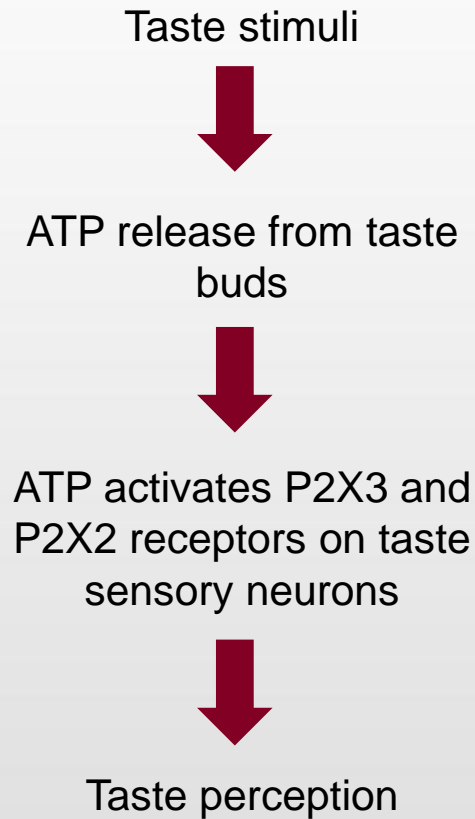 Taste stimuli
ATP release from taste
buds
ATP activates P2X3 and
P2X2 receptors on taste
sensory neurons
Taste perception